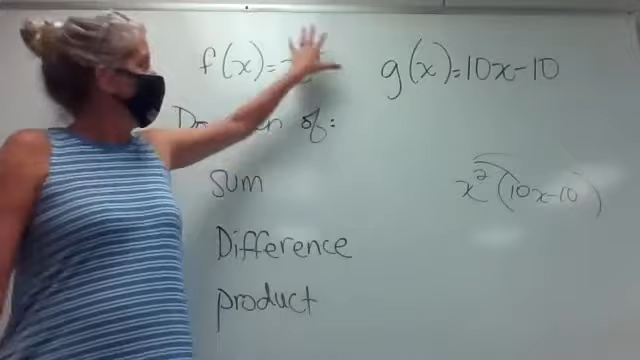 f(x)= g(x)=10x-10
of:
sum
x²(10x-10)
Difference
product